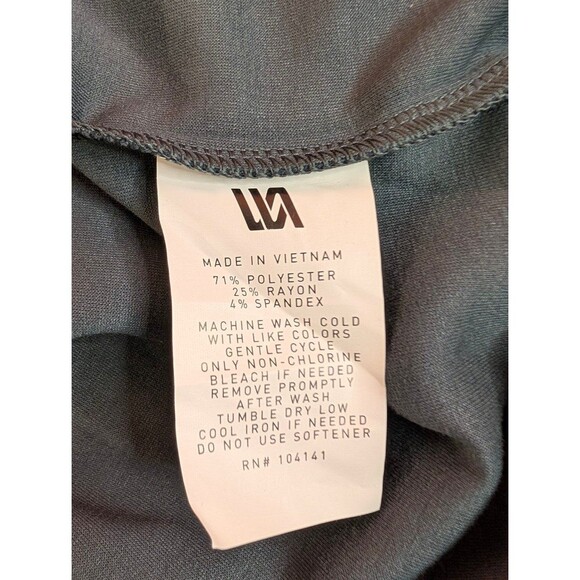 MADE IN VIETNAM
71% POLYESTER
25% RAYON
4% SPANDEX
MACHINE WASH COLD
WITH LIKE COLORS
GENTLE CYCLE
ONLY NON-CHLORINE
BLEACH IF NEEDED
REMOVE PROMPTLY
AFTER WASH
TUMBLE DRY LOW
COOL IRON IF NEEDED
DO NOT USE SOFTENER
RN# 104141